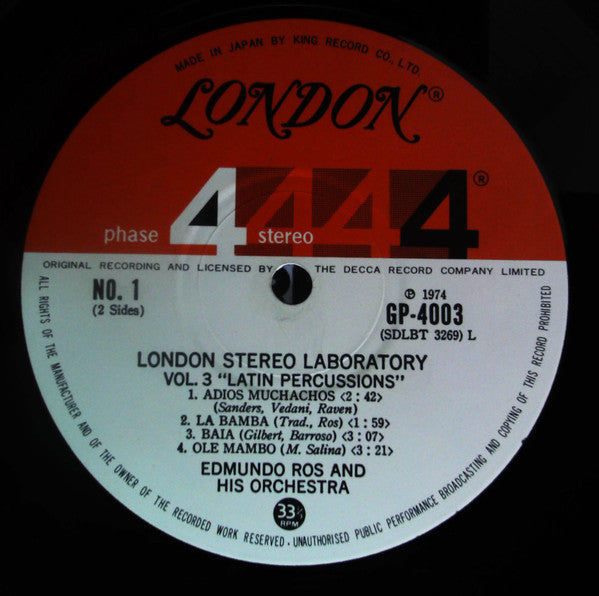 MADE IN JAPAN BY KING RECORD CO., LTD.
LONDON®
phase 4 4 4 4 ® stereo
ORIGINAL RECORDING AND LICENSED BY THE DECCA RECORD COMPANY LIMITED
NO. 1
(2 Sides)
℗ 1974
GP-4003
(SDLBT 3269) L
LONDON STEREO LABORATORY
VOL. 3 "LATIN PERCUSSIONS"
1. ADIOS MUCHACHOS <2 : 42>
(Sanders, Vedani, Raven)
2. LA BAMBA (Trad., Ros) <1 : 59>
3. BAIA (Gilbert, Barroso) <3 : 07>
4. OLE MAMBO (M. Salina) <3 : 21>
EDMUNDO ROS AND
HIS ORCHESTRA
33⅓
RPM
ALL RIGHTS OF THE MANUFACTURER AND OF THE OWNER OF THE RECORDED WORK RESERVED. UNAUTHORISED PUBLIC PERFORMANCE BROADCASTING AND COPYING OF THIS RECORD PROHIBITED